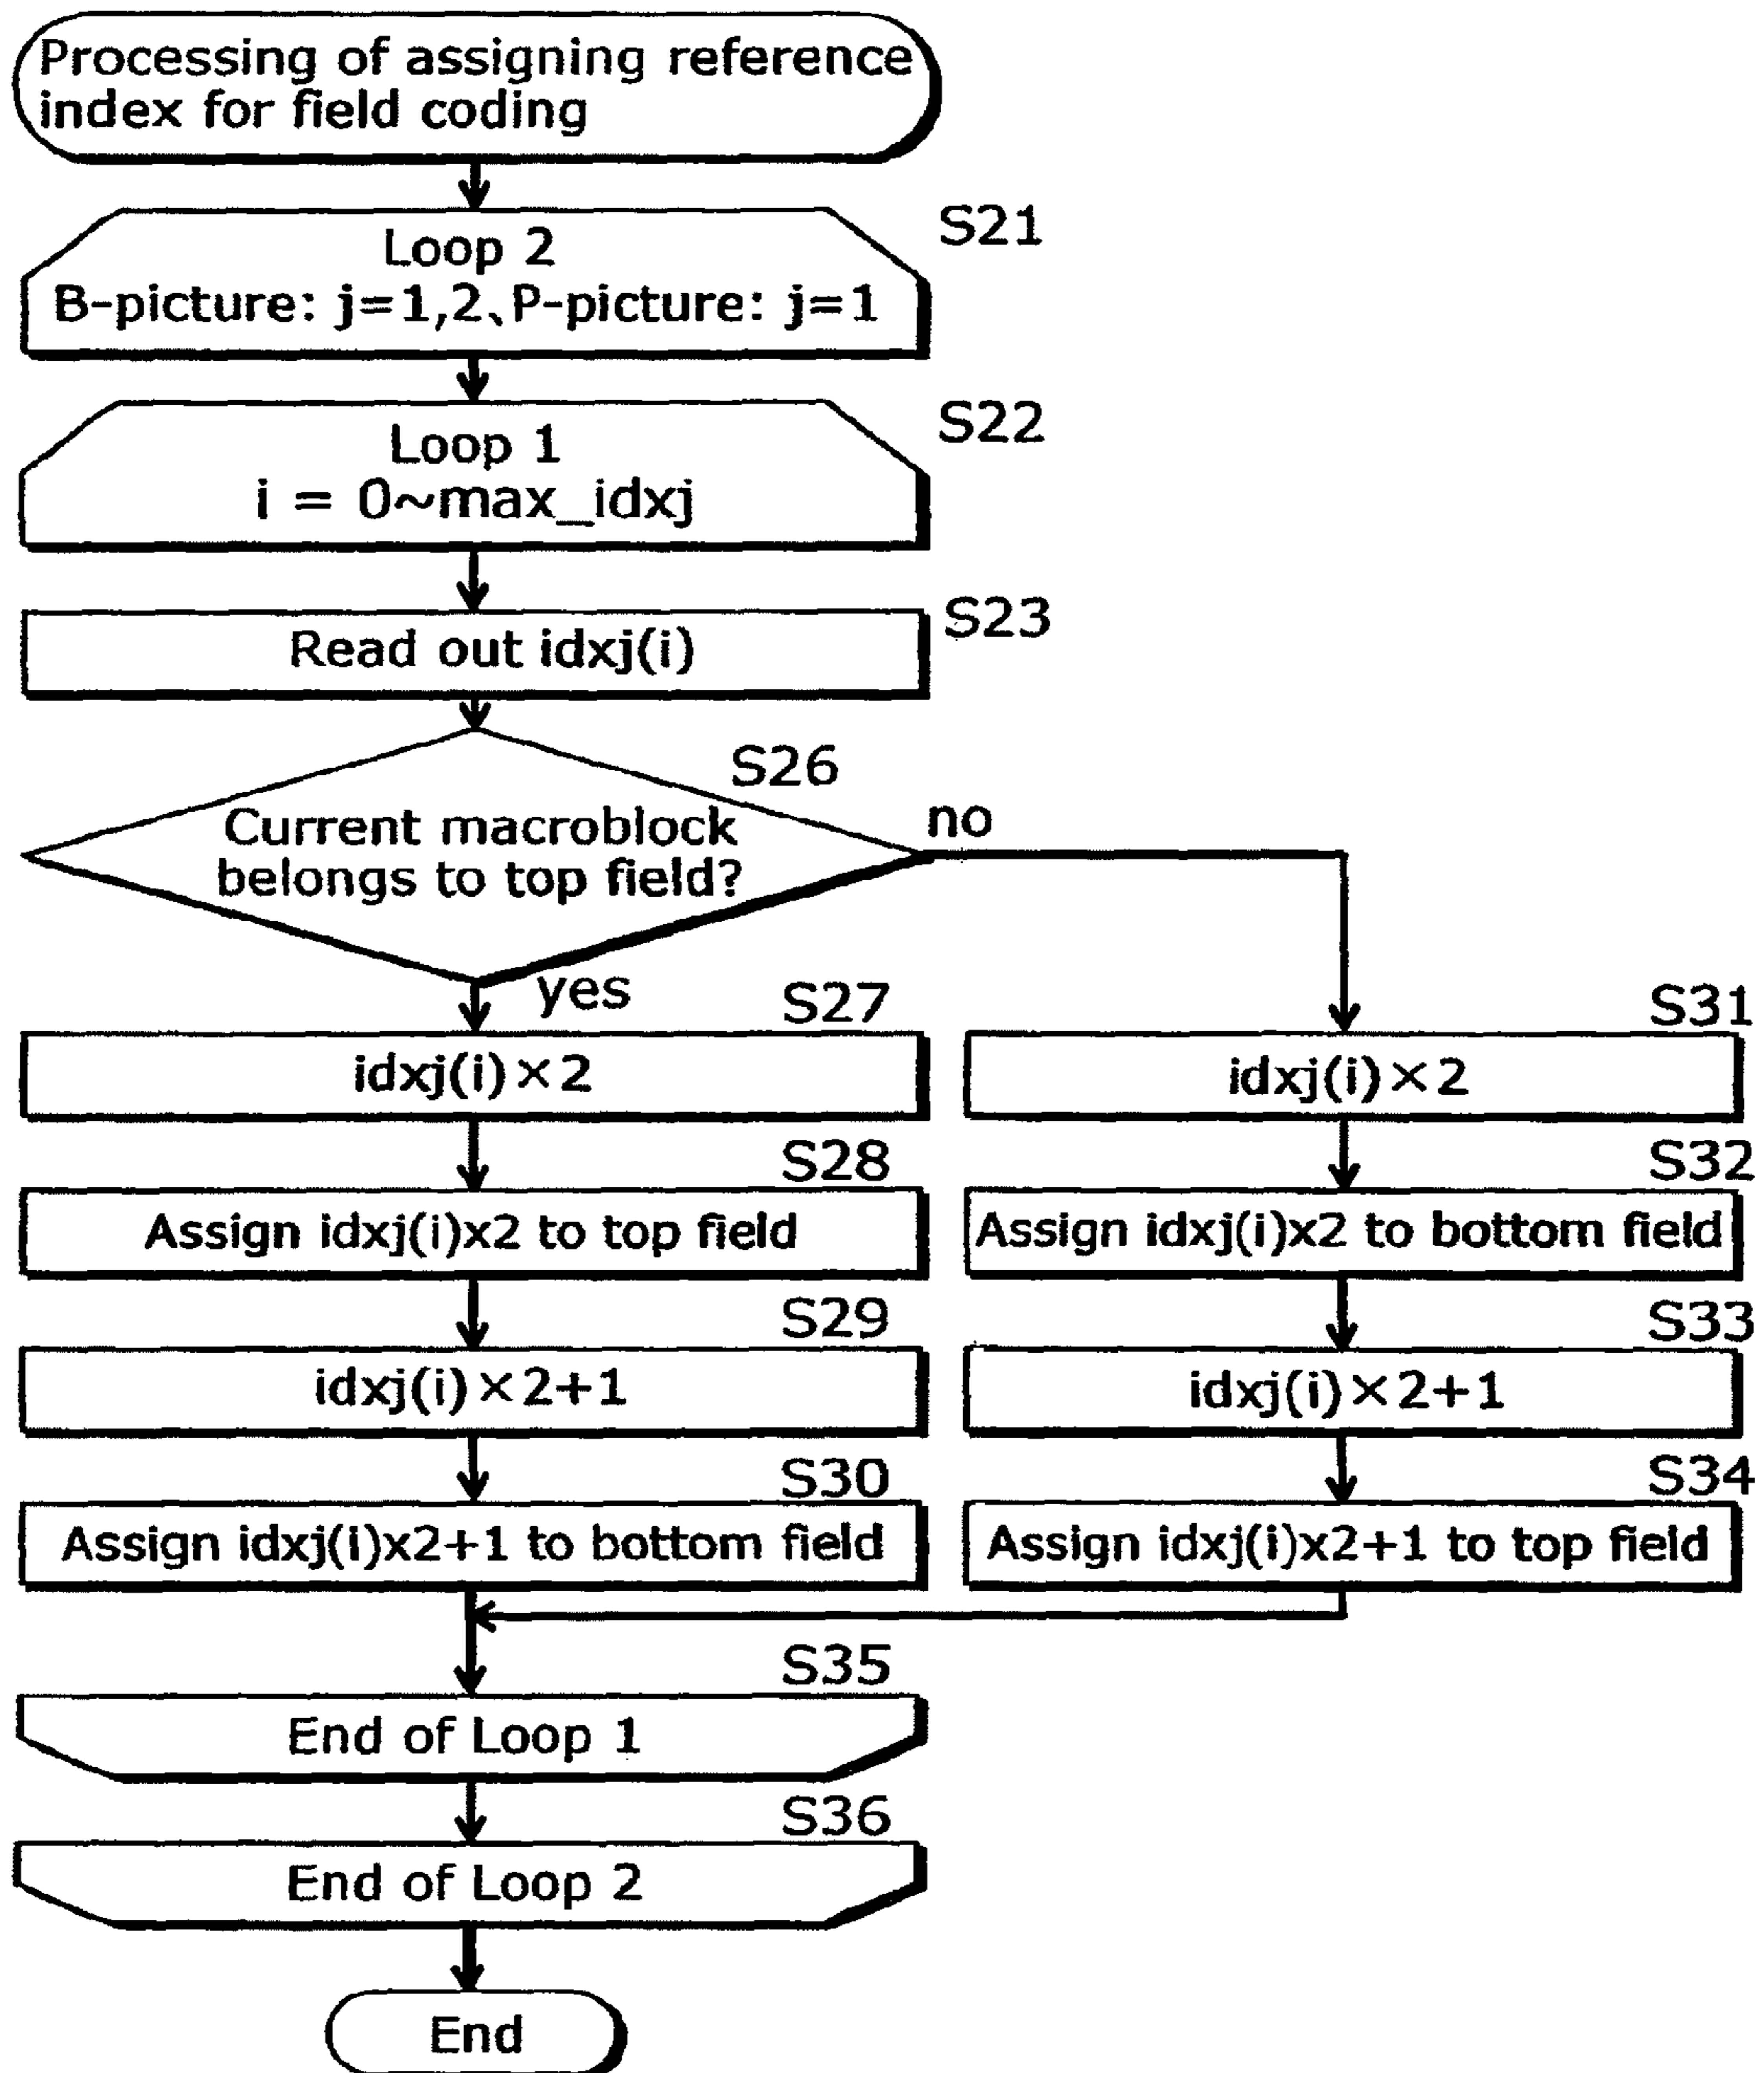 Processing of assigning reference
index for field coding
S21
Loop 2
B-picture: j=1,2、P-picture: j=1
S22
Loop 1
i = 0~max_idxj
S23
Read out idxj(i)
S26
Current macroblock
belongs to top field?
no
yes
S27
idxj(i)×2
S28
Assign idxj(i)x2 to top field
S29
idxj(i)×2+1
S30
Assign idxj(i)x2+1 to bottom field
S31
idxj(i)×2
S32
Assign idxj(i)x2 to bottom field
S33
idxj(i)×2+1
S34
Assign idxj(i)x2+1 to top field
S35
End of Loop 1
S36
End of Loop 2
End